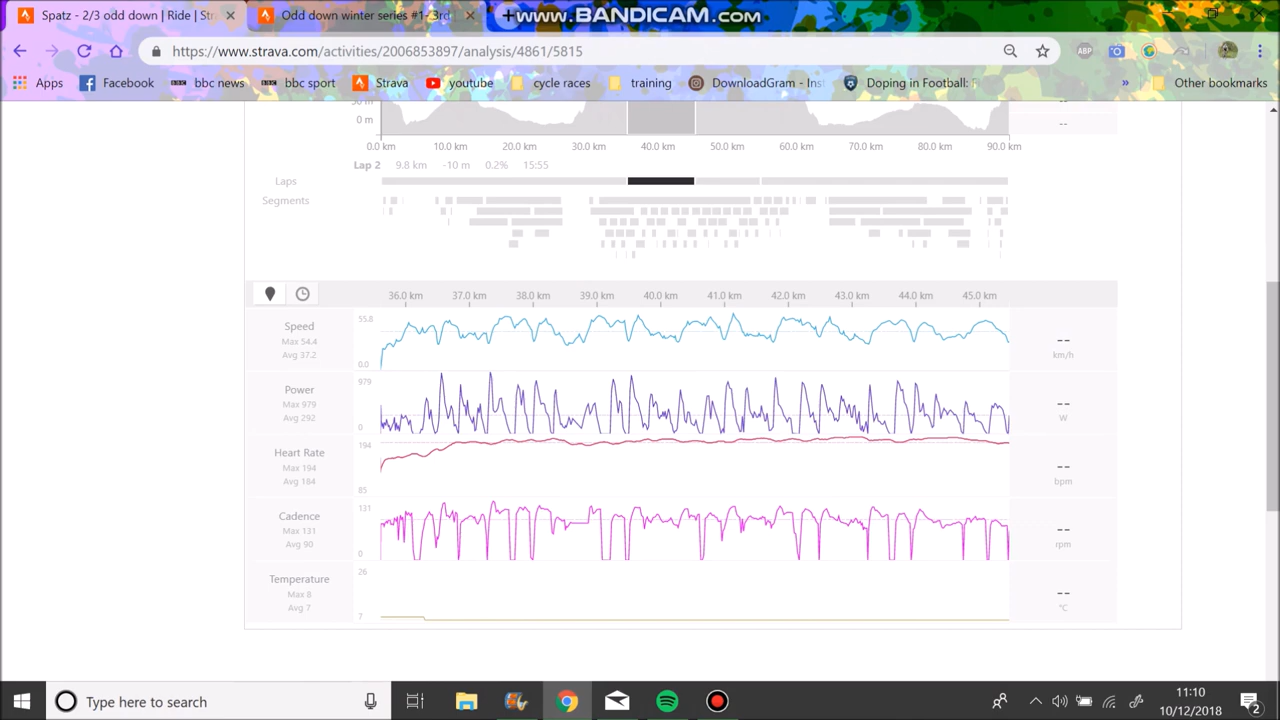 Spatz - 2/3 odd down | Ride | Str
Odd down winter series #1- 3rd
www.BANDICAM.com
https://www.strava.com/activities/2006853897/analysis/4861/5815
ABP
Apps
Facebook
BBC
bbc news
BBC
bbc sport
Strava
youtube
cycle races
training
DownloadGram - Inst
Doping in Football:
»
Other bookmarks
50 m
0 m
--
--
0.0 km 10.0 km 20.0 km 30.0 km 40.0 km 50.0 km 60.0 km 70.0 km 80.0 km 90.0 km
Lap 2 9.8 km -10 m 0.2% 15:55
Laps
Segments
36.0 km 37.0 km 38.0 km 39.0 km 40.0 km 41.0 km 42.0 km 43.0 km 44.0 km 45.0 km
Speed
Max 54.4
Avg 37.2
55.8
0.0
--
km/h
Power
Max 979
Avg 292
979
0
--
W
Heart Rate
Max 194
Avg 184
194
85
--
bpm
Cadence
Max 131
Avg 90
131
0
--
rpm
Temperature
Max 8
Avg 7
26
7
--
°C
Type here to search
11:10
10/12/2018
2